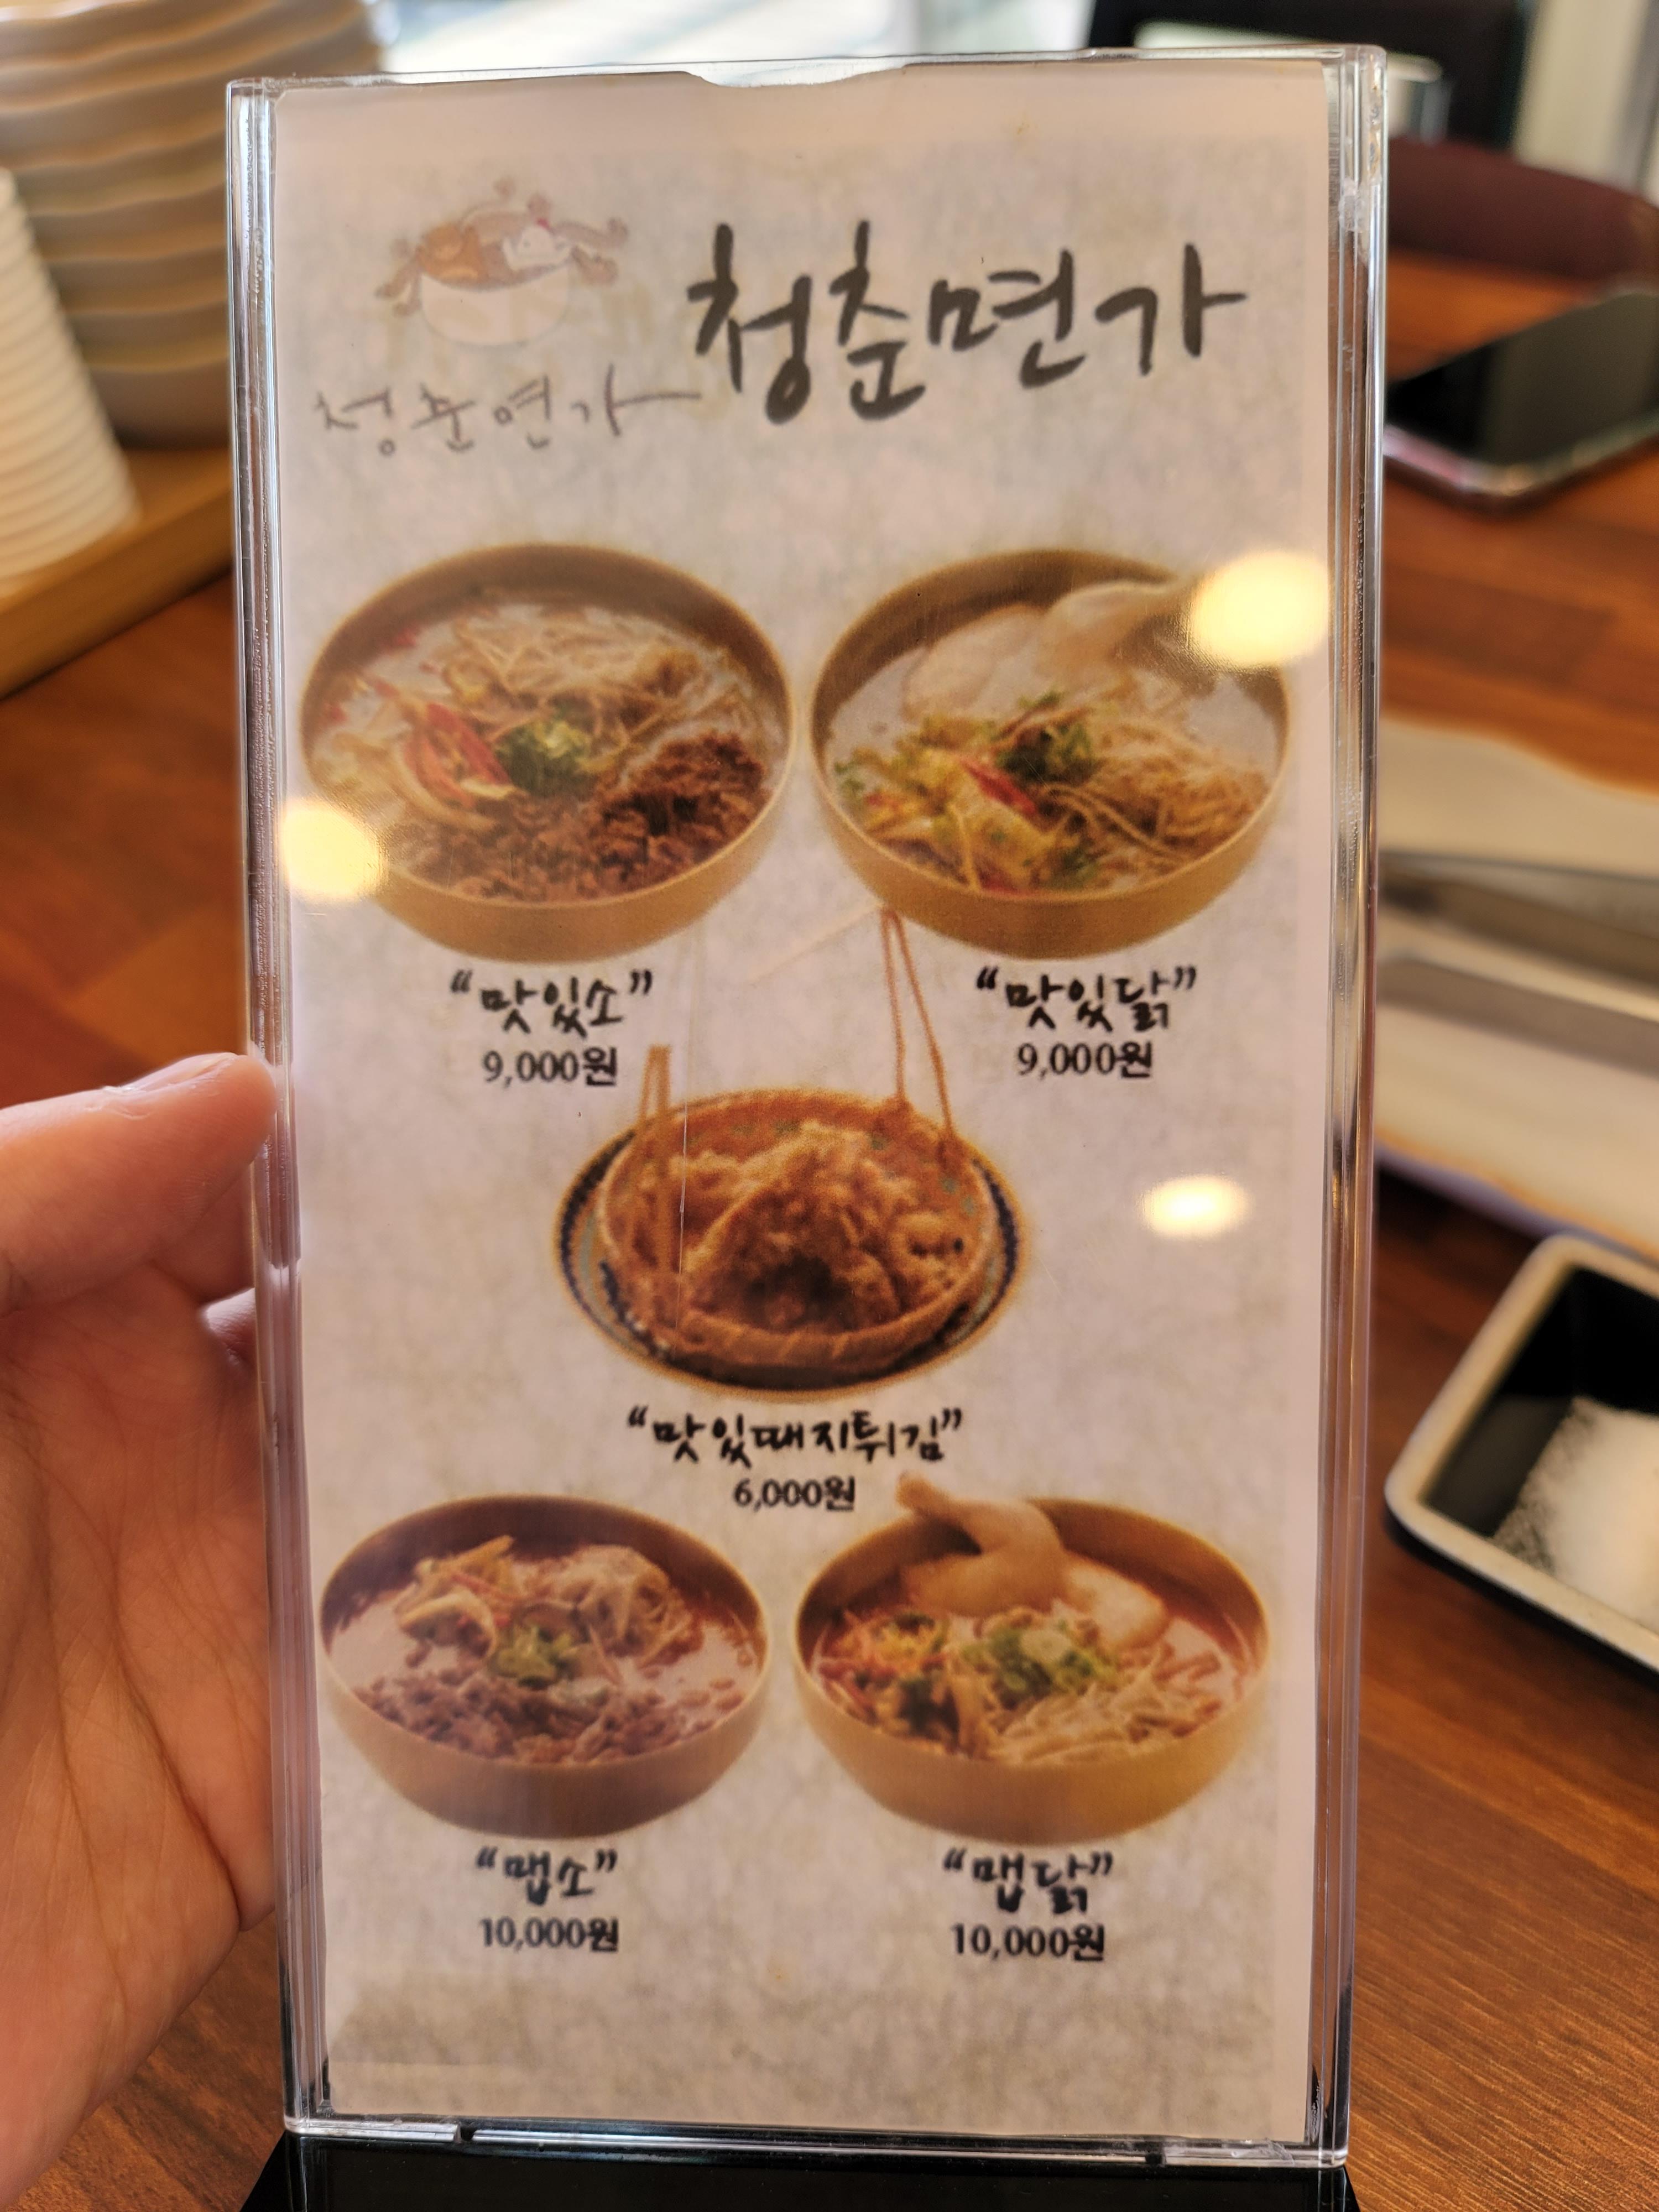 청춘면가
청춘면가
“맛있소”
9,000원
“맛있닭”
9,000원
“맛있돼지튀김”
6,000원
“맵소”
10,000원
“맵닭”
10,000원